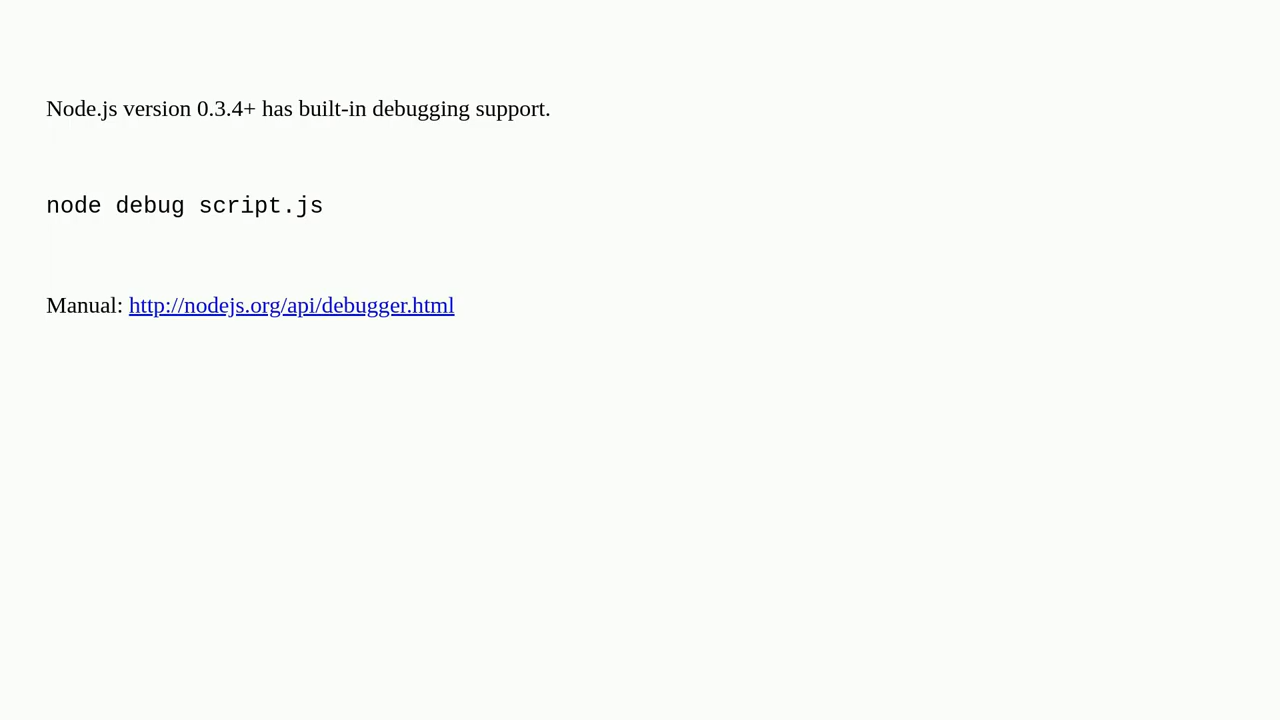 Node.js version 0.3.4+ has built-in debugging support.
node debug script.js
Manual: http://nodejs.org/api/debugger.html